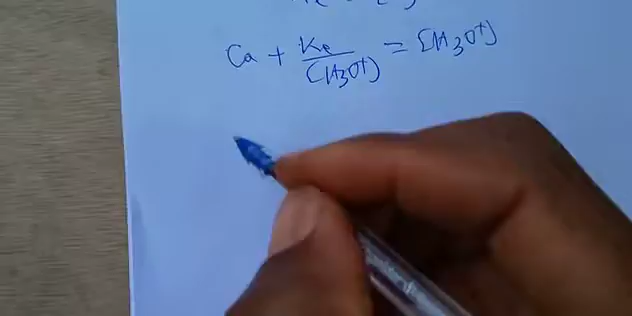 Ca + Ke/[H3O+] = [H3O+]